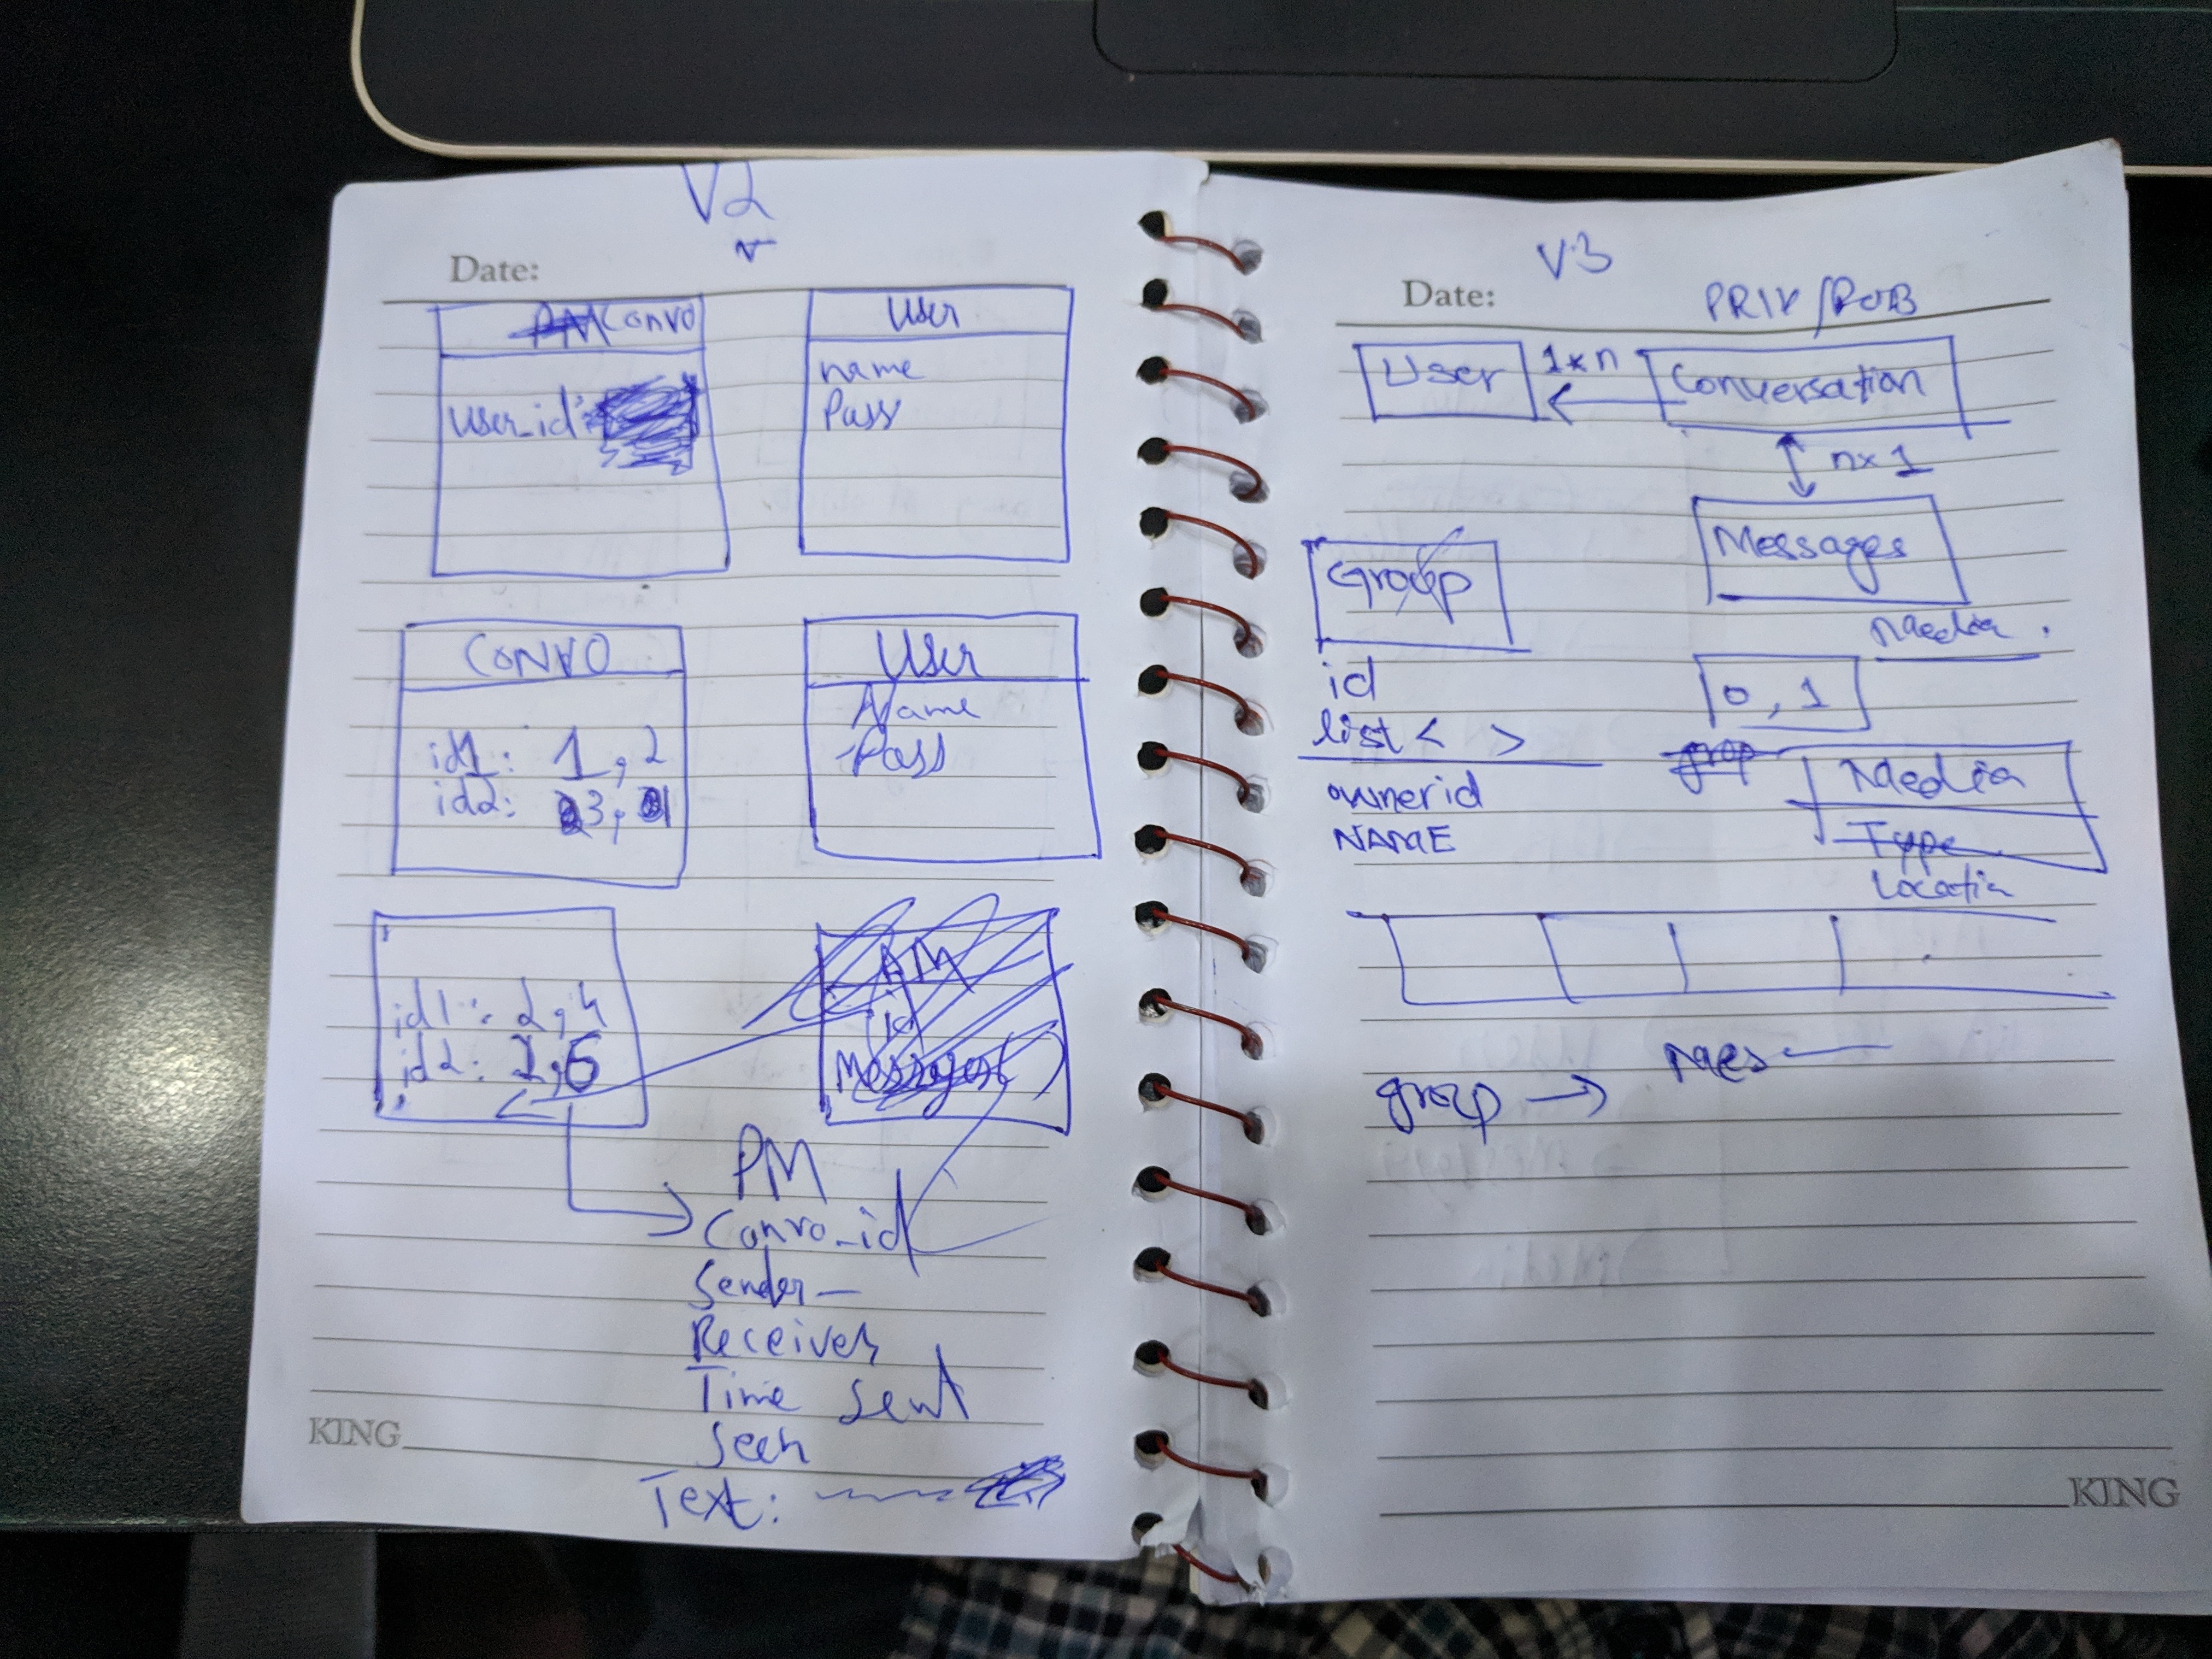 V2
Date:
Convo
User
User_id:
name
Pass
CONVO
User
id1: 1, 2
id2: 3, 1
Name
Pass
id1: 2, 4
id2: 1, 6
PM
id
Messages( )
PM
Convo_id
Sender —
Receiver
Time Sent
Seen
Text:
KING
V3
Date:
PRIV/PUB
User
1 x n
Conversation
n x 1
Messages
Group
Media
id
0, 1
list < >
grop
Media
ownerid
NAME
Type
Location
group →
Mes
KING